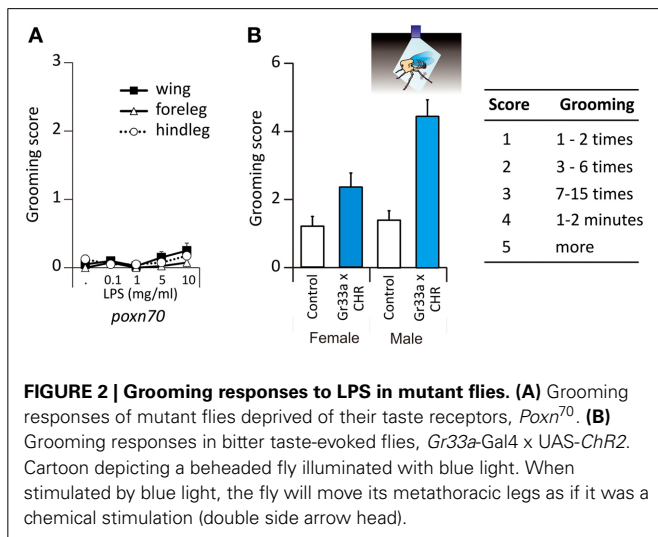 A
3
2
1
0
Grooming score
wing
foreleg
hindleg
. 0.1 1 5 10
LPS (mg/ml)
poxn70
B
6
4
2
0
Grooming score
Control
Gr33a x CHR
Control
Gr33a x CHR
Female Male
Score Grooming
1 1 - 2 times
2 3 - 6 times
3 7-15 times
4 1-2 minutes
5 more
FIGURE 2 | Grooming responses to LPS in mutant flies. (A) Grooming
responses of mutant flies deprived of their taste receptors, Poxn70. (B)
Grooming responses in bitter taste-evoked flies, Gr33a-Gal4 x UAS-ChR2.
Cartoon depicting a beheaded fly illuminated with blue light. When
stimulated by blue light, the fly will move its metathoracic legs as if it was a
chemical stimulation (double side arrow head).